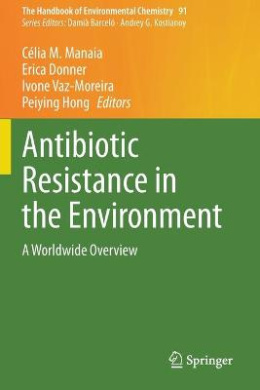 The Handbook of Environmental Chemistry 91
Series Editors: Damià Barceló · Andrey G. Kostianoy
Célia M. Manaia
Erica Donner
Ivone Vaz-Moreira
Peiying Hong Editors
Antibiotic
Resistance in
the Environment
A Worldwide Overview
Springer